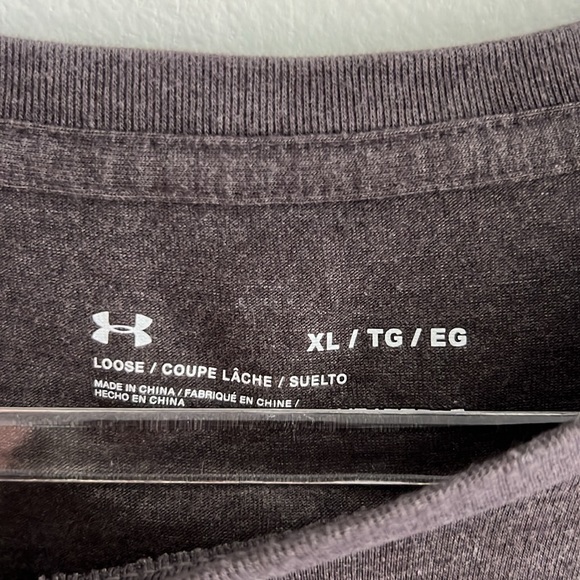 XL / TG / EG
LOOSE / COUPE LÂCHE / SUELTO
MADE IN CHINA / FABRIQUÉ EN CHINE /
HECHO EN CHINA